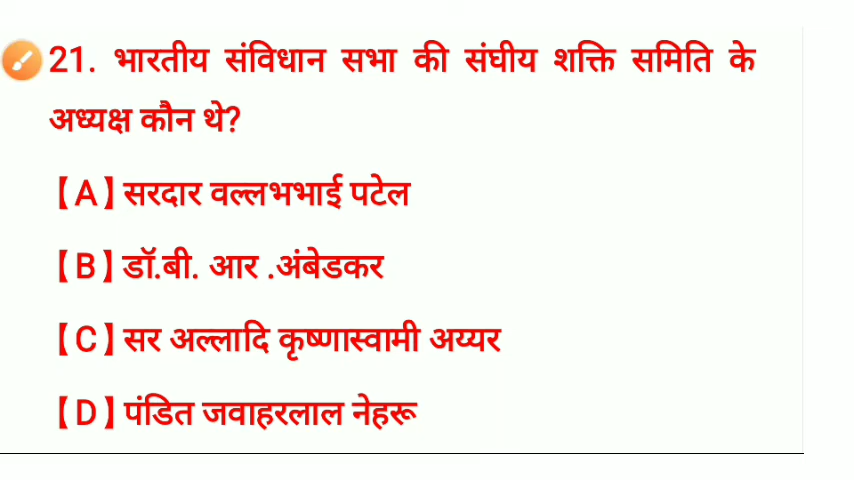 21. भारतीय संविधान सभा की संघीय शक्ति समिति के
अध्यक्ष कौन थे?
【A】सरदार वल्लभभाई पटेल
【B】डॉ.बी. आर .अंबेडकर
【C】सर अल्लादि कृष्णास्वामी अय्यर
【D】पंडित जवाहरलाल नेहरू